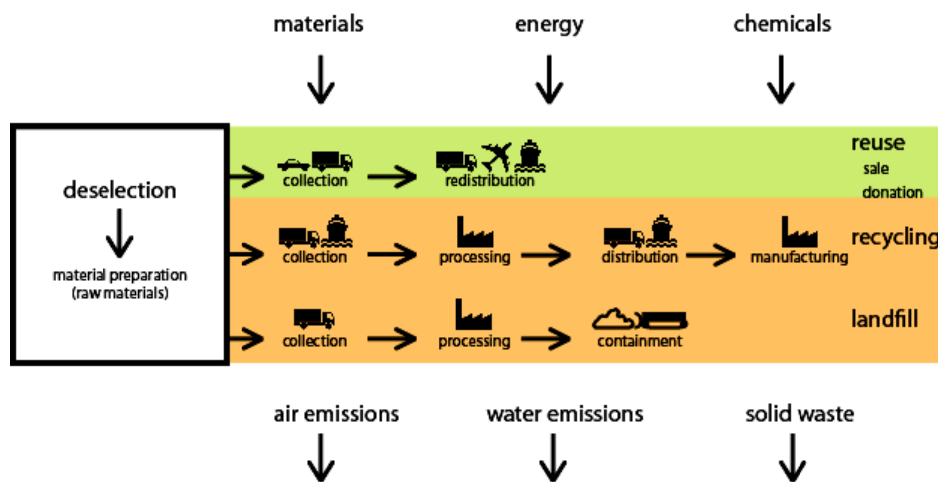 materials energy chemicals
deselection
material preparation
(raw materials)
collection redistribution
reuse
sale
donation
collection processing distribution manufacturing
recycling
collection processing containment
landfill
air emissions water emissions solid waste